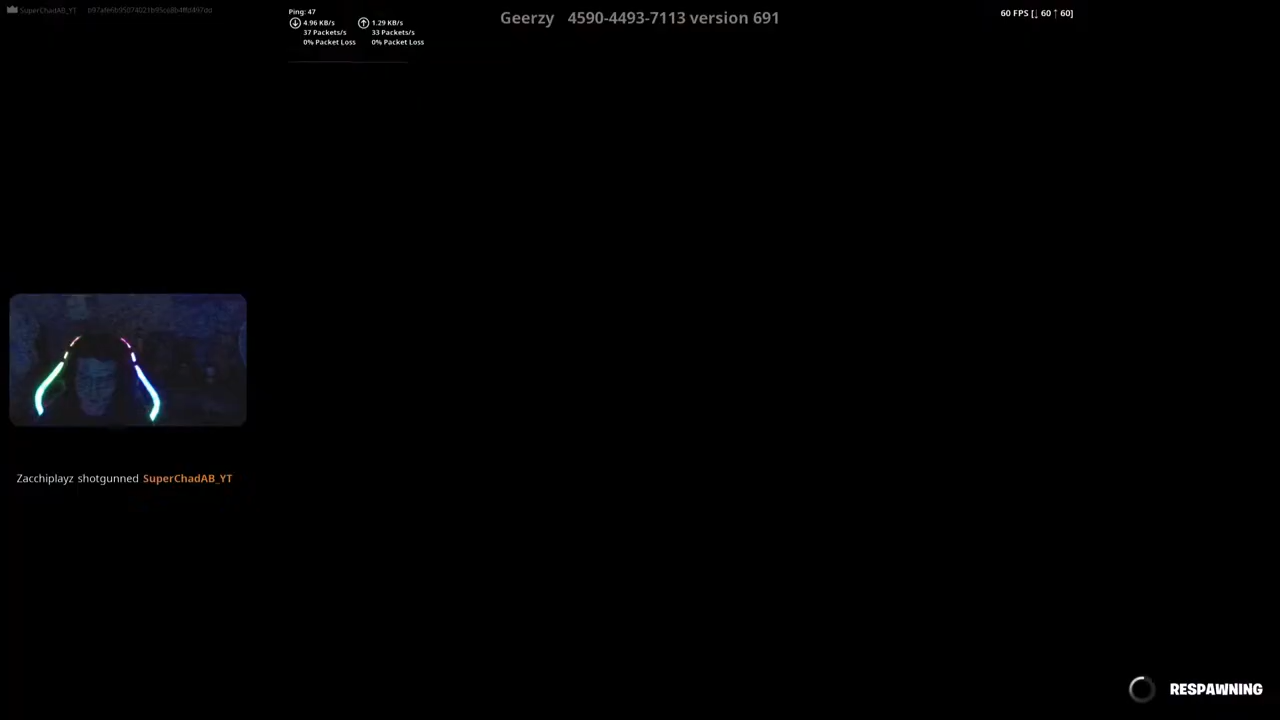 SuperChadAB_YT
Ping: 47
4.96 KB/s 1.29 KB/s
37 Packets/s 33 Packets/s
0% Packet Loss 0% Packet Loss
Geerzy 4590-4493-7113 version 691
60 FPS [↓ 60 ↑ 60]
Zacchiplayz shotgunned SuperChadAB_YT
RESPAWNING